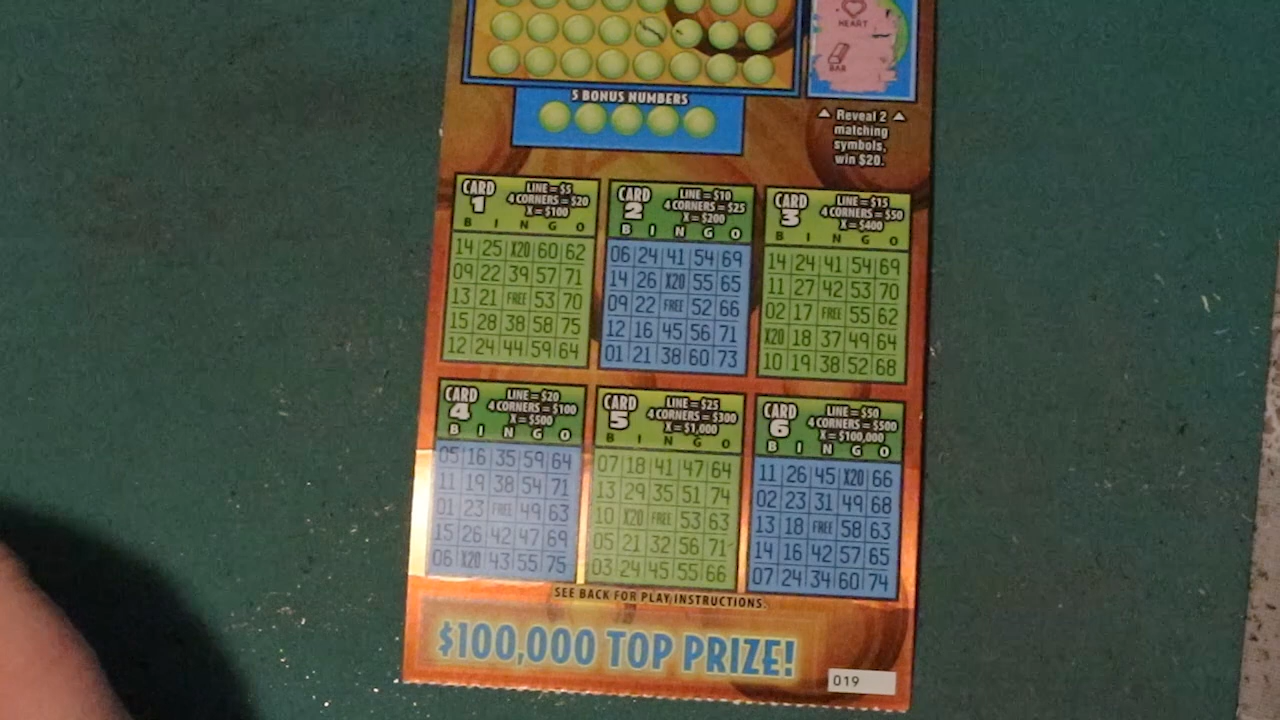 HEART
BAR
5 BONUS NUMBERS
Reveal 2
matching
symbols,
win $20.
CARD 1
LINE = $5
4 CORNERS = $20
X = $100
B I N G O
14 25 X20 60 62
09 22 39 57 71
13 21 FREE 53 70
15 28 38 58 75
12 24 44 59 64
CARD 2
LINE = $10
4 CORNERS = $25
X = $200
B I N G O
06 24 41 54 69
14 26 X20 55 65
09 22 FREE 52 66
12 16 45 56 71
01 21 38 60 73
CARD 3
LINE = $15
4 CORNERS = $50
X = $400
B I N G O
14 24 41 54 69
11 27 42 53 70
02 17 FREE 55 62
X20 18 37 49 64
10 19 38 52 68
CARD 4
LINE = $20
4 CORNERS = $100
X = $500
B I N G O
05 16 35 59 64
11 19 38 54 71
01 23 FREE 49 63
15 26 42 47 69
06 X20 43 55 75
CARD 5
LINE = $25
4 CORNERS = $300
X = $1,000
B I N G O
07 18 41 47 64
13 29 35 51 74
10 X20 FREE 53 63
05 21 32 56 71
03 24 45 55 66
CARD 6
LINE = $50
4 CORNERS = $500
X = $100,000
B I N G O
11 26 45 X20 66
02 23 31 49 68
13 18 FREE 58 63
14 16 42 57 65
07 24 34 60 74
SEE BACK FOR PLAY INSTRUCTIONS.
$100,000 TOP PRIZE!
019